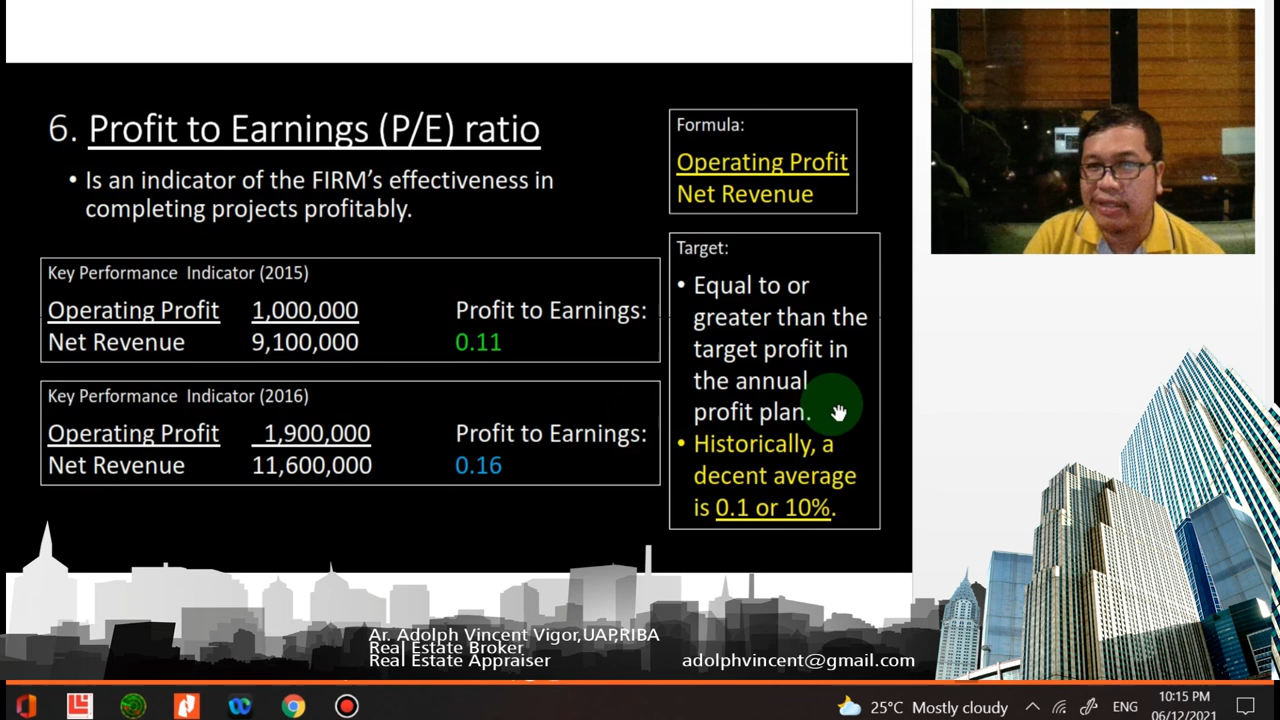 6. Profit to Earnings (P/E) ratio
• Is an indicator of the FIRM's effectiveness in
completing projects profitably.
Formula:
Operating Profit
Net Revenue
Key Performance Indicator (2015)
Operating Profit 1,000,000 Profit to Earnings:
Net Revenue 9,100,000 0.11
Key Performance Indicator (2016)
Operating Profit 1,900,000 Profit to Earnings:
Net Revenue 11,600,000 0.16
Target:
• Equal to or
greater than the
target profit in
the annual
profit plan.
• Historically, a
decent average
is 0.1 or 10%.
Ar. Adolph Vincent Vigor,UAP,RIBA
Real Estate Broker
Real Estate Appraiser adolphvincent@gmail.com
25°C Mostly cloudy ENG
10:15 PM
06/12/2021